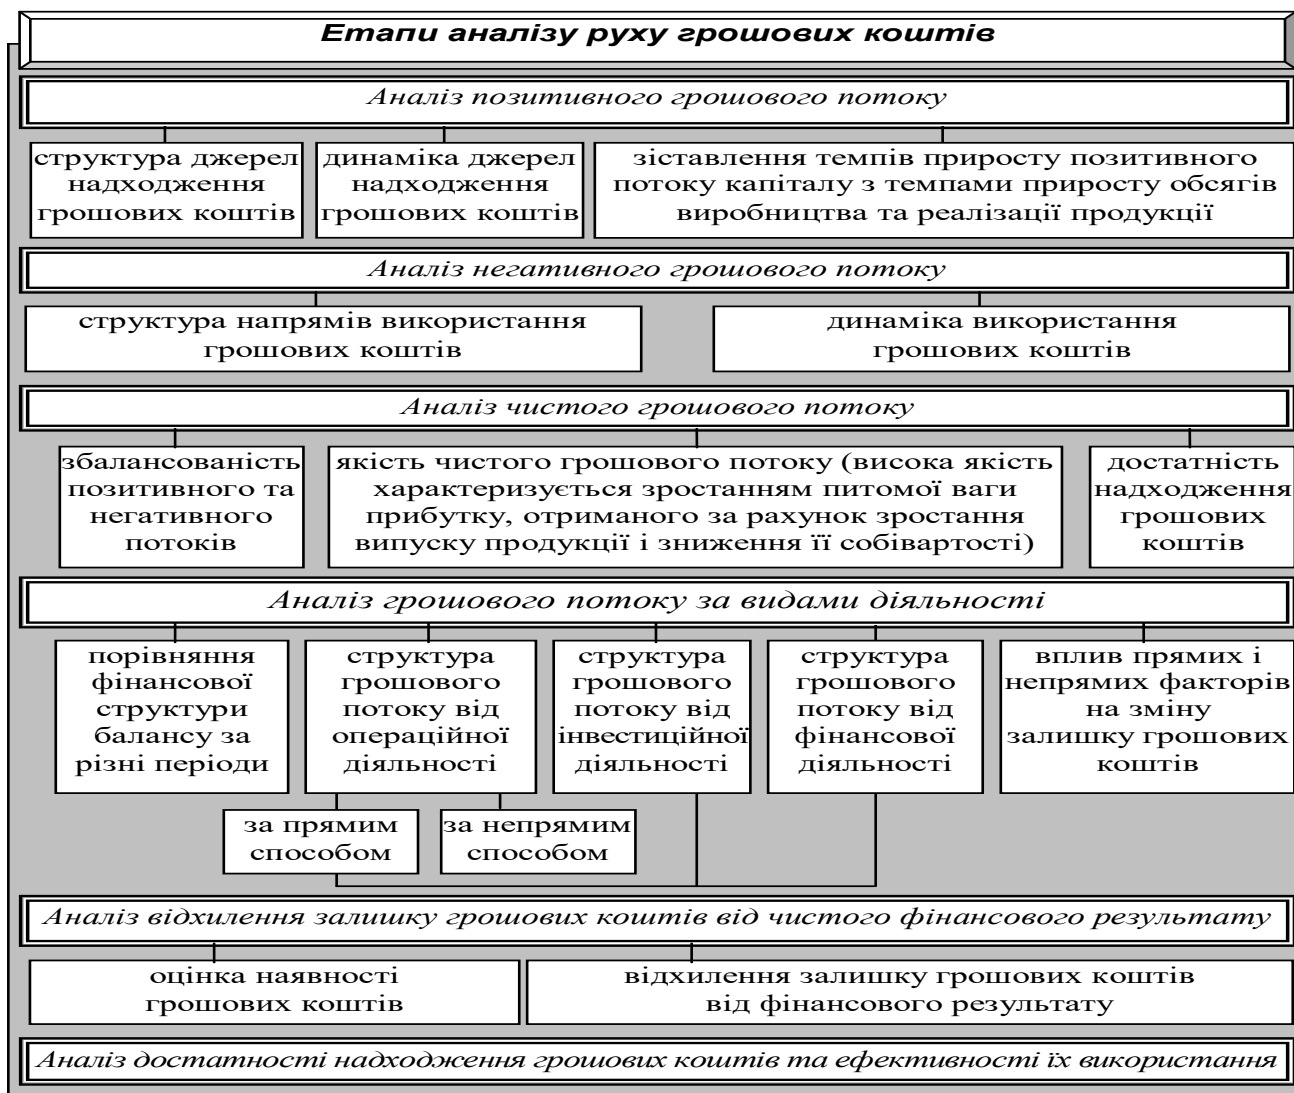 Етапи аналізу руху грошових коштів
Аналіз позитивного грошового потоку
структура джерел
надходження
грошових коштів
динаміка джерел
надходження
грошових коштів
зіставлення темпів приросту позитивного
потоку капіталу з темпами приросту обсягів
виробництва та реалізації продукції
Аналіз негативного грошового потоку
структура напрямів використання
грошових коштів
динаміка використання
грошових коштів
Аналіз чистого грошового потоку
збалансованість
позитивного та
негативного
потоків
якість чистого грошового потоку (висока якість
характеризується зростанням питомої ваги
прибутку, отриманого за рахунок зростання
випуску продукції і зниження її собівартості)
достатність
надходження
грошових
коштів
Аналіз грошового потоку за видами діяльності
порівняння
фінансової
структури
балансу за
різні періоди
структура
грошового
потоку від
операційної
діяльності
структура
грошового
потоку від
інвестиційної
діяльності
структура
грошового
потоку від
фінансової
діяльності
вплив прямих і
непрямих факторів
на зміну
залишку грошових
коштів
за прямим
способом
за непрямим
способом
Аналіз відхилення залишку грошових коштів від чистого фінансового результату
оцінка наявності
грошових коштів
відхилення залишку грошових коштів
від фінансового результату
Аналіз достатності надходження грошових коштів та ефективності їх використання